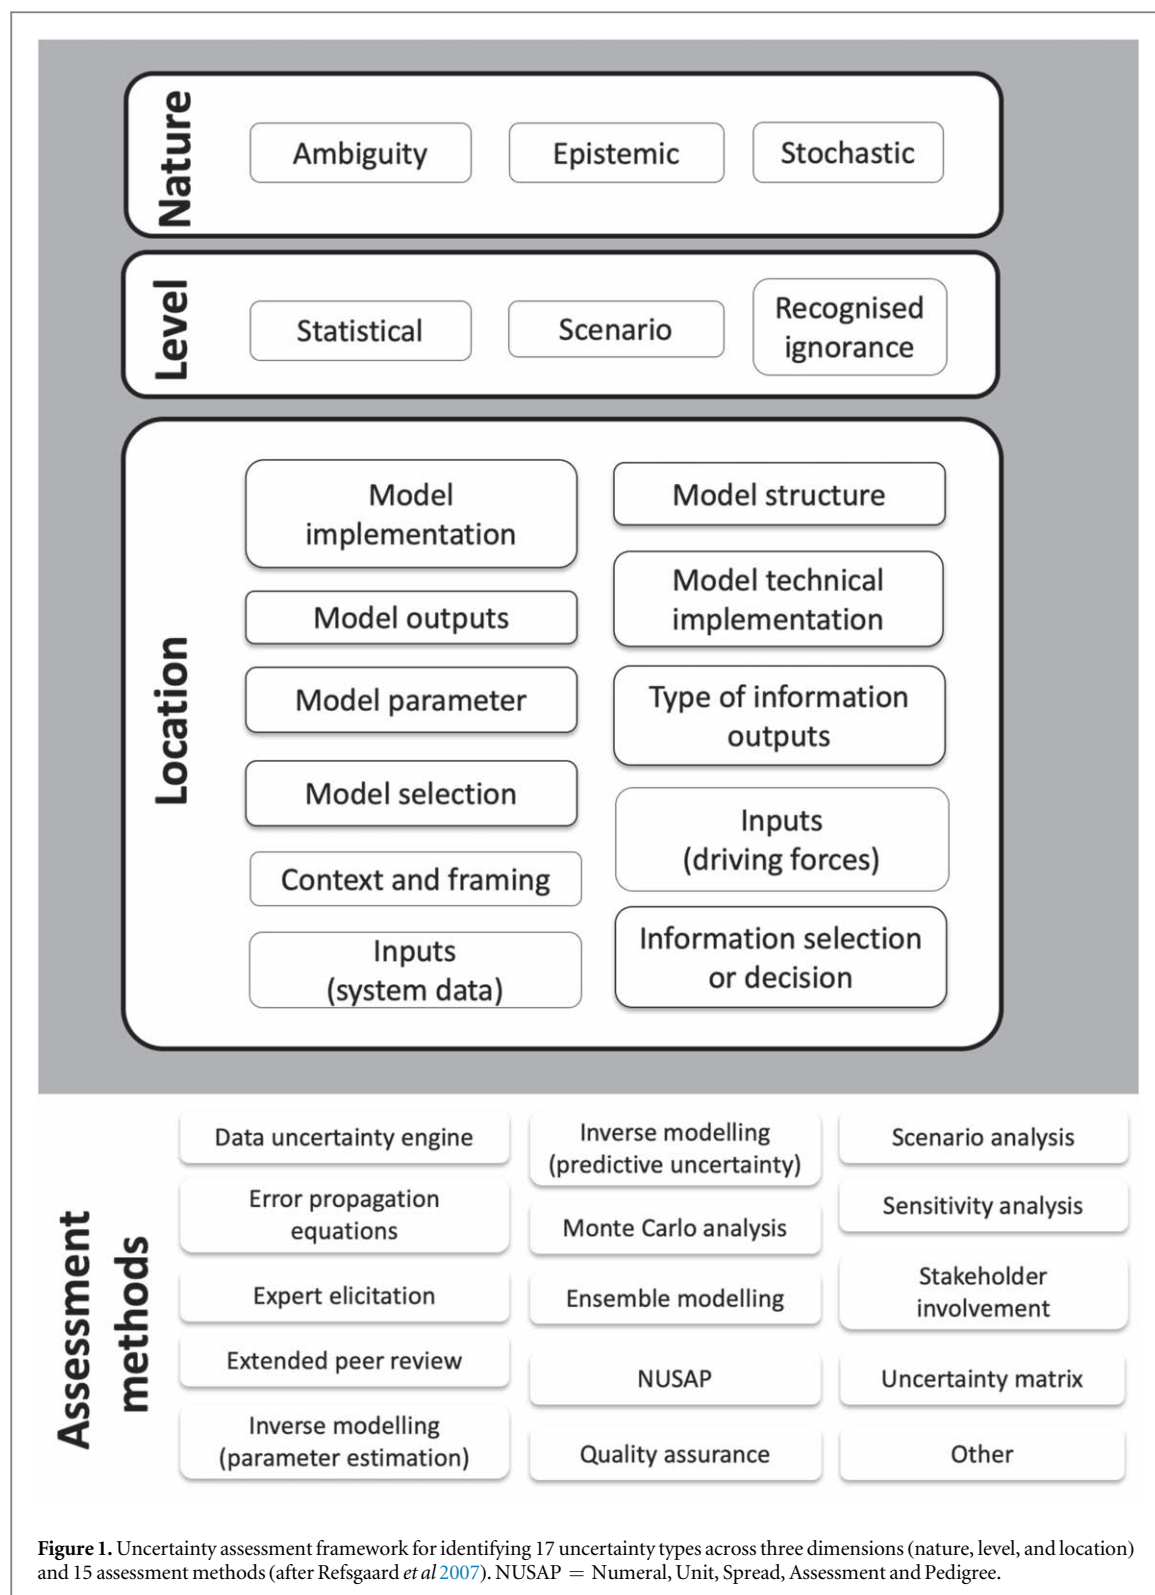 Nature
Ambiguity
Epistemic
Stochastic
Level
Statistical
Scenario
Recognised
ignorance
Location
Model
implementation
Model outputs
Model parameter
Model selection
Context and framing
Inputs
(system data)
Model structure
Model technical
implementation
Type of information
outputs
Inputs
(driving forces)
Information selection
or decision
Assessment
methods
Data uncertainty engine
Error propagation
equations
Expert elicitation
Extended peer review
Inverse modelling
(parameter estimation)
Inverse modelling
(predictive uncertainty)
Monte Carlo analysis
Ensemble modelling
NUSAP
Quality assurance
Scenario analysis
Sensitivity analysis
Stakeholder
involvement
Uncertainty matrix
Other
Figure 1. Uncertainty assessment framework for identifying 17 uncertainty types across three dimensions (nature, level, and location)
and 15 assessment methods (after Refsgaard et al 2007). NUSAP = Numeral, Unit, Spread, Assessment and Pedigree.